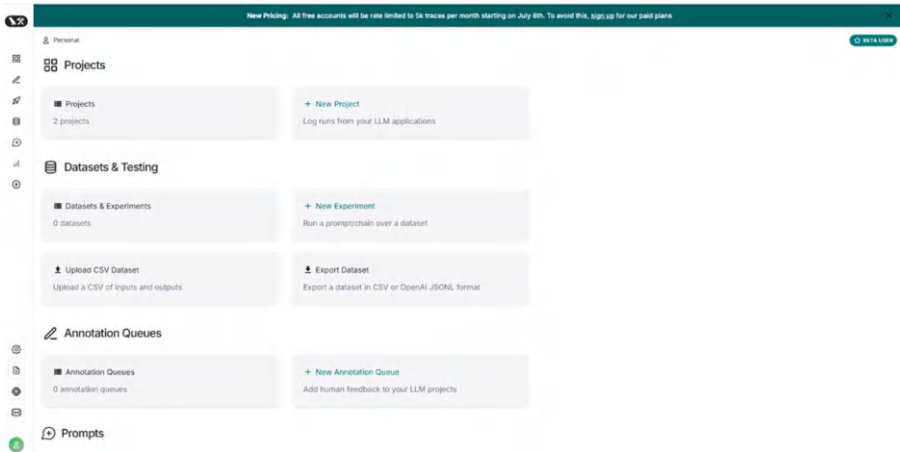 New Pricing: All free accounts will be rate limited to 5k traces per month starting on July 8th. To avoid this, sign up for our paid plans
Personal
BETA USER
Projects
Projects
2 projects
+ New Project
Log runs from your LLM applications
Datasets & Testing
Datasets & Experiments
0 datasets
+ New Experiment
Run a prompt/chain over a dataset
Upload CSV Dataset
Upload a CSV of inputs and outputs
Export Dataset
Export a dataset in CSV or OpenAI JSONL format
Annotation Queues
Annotation Queues
0 annotation queues
+ New Annotation Queue
Add human feedback to your LLM projects
Prompts